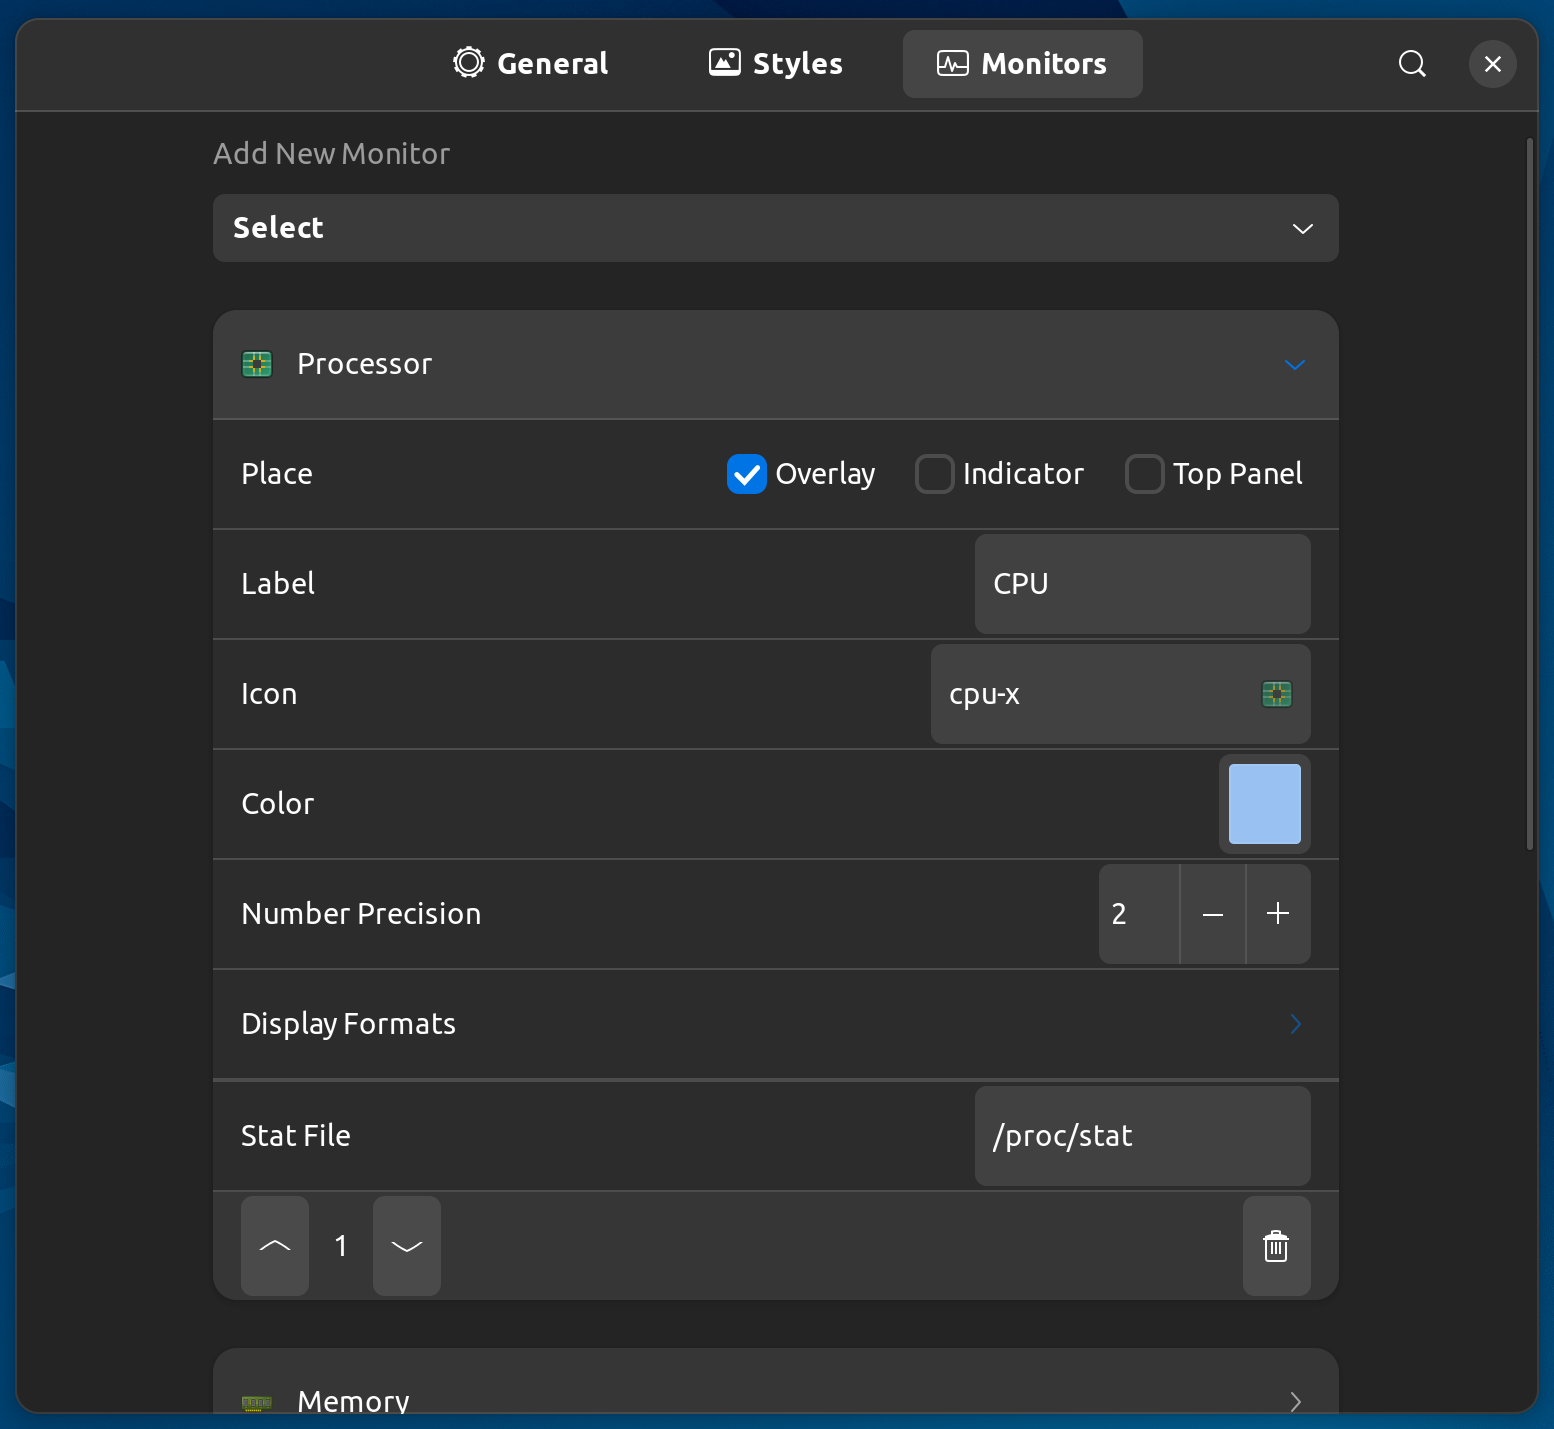 General Styles Monitors
Add New Monitor
Select
Processor
Place Overlay Indicator Top Panel
Label CPU
Icon cpu-x
Color
Number Precision 2
Display Formats
Stat File /proc/stat
1
Memory